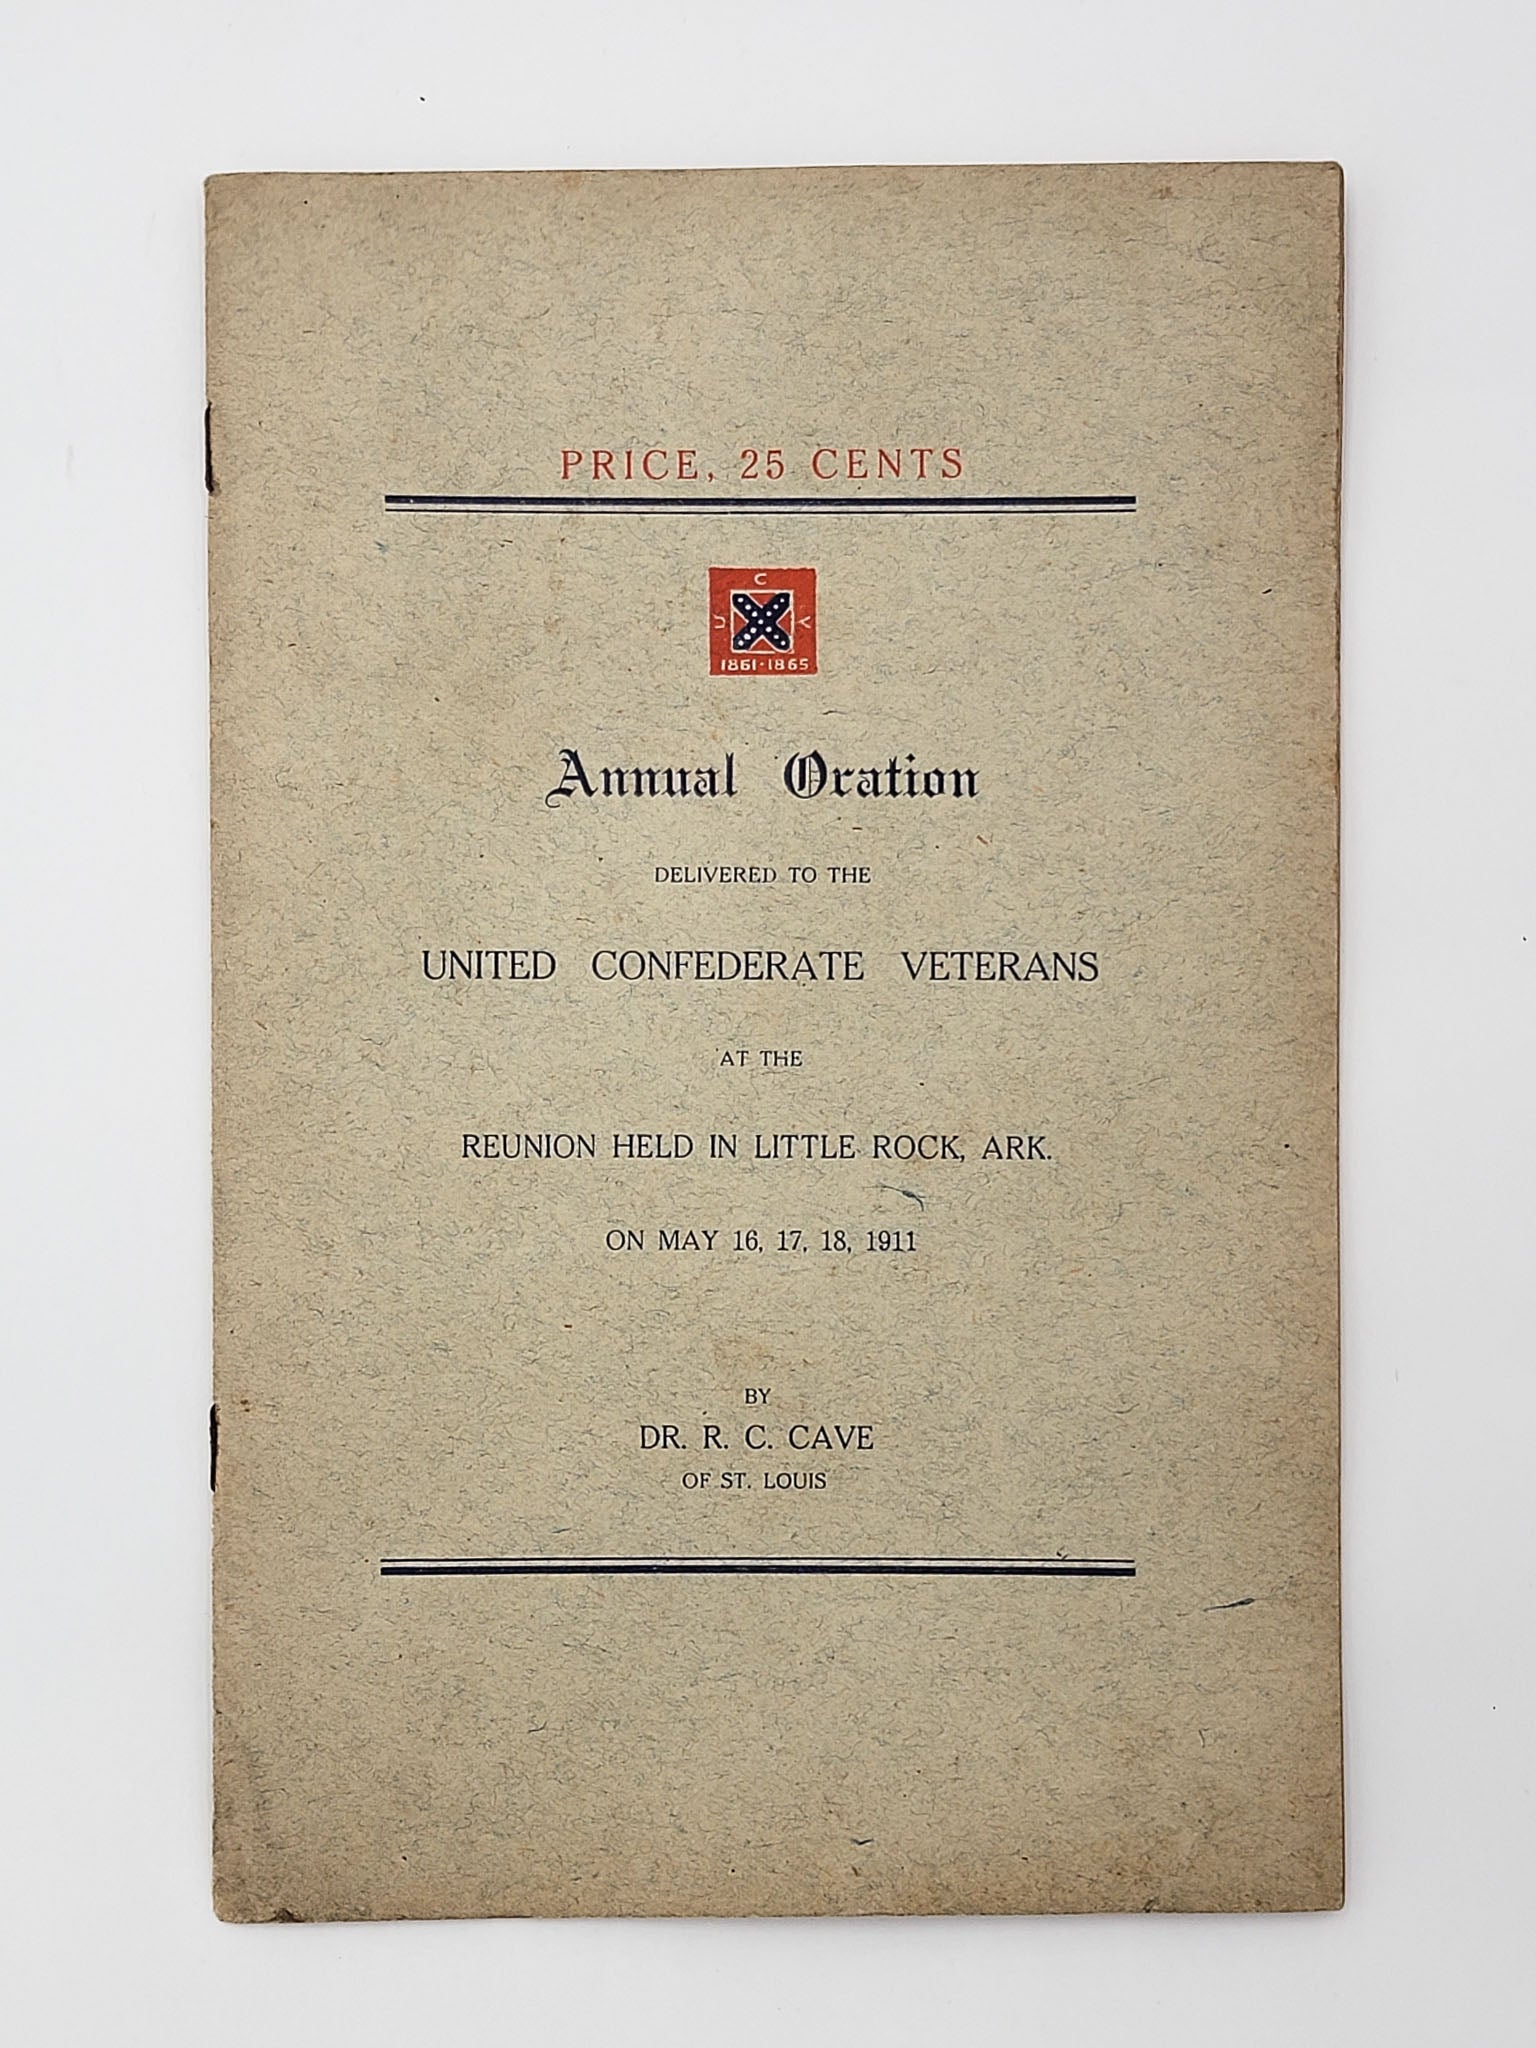 PRICE, 25 CENTS
C
U V
1861·1865
Annual Oration
DELIVERED TO THE
UNITED CONFEDERATE VETERANS
AT THE
REUNION HELD IN LITTLE ROCK, ARK.
ON MAY 16, 17, 18, 1911
BY
DR. R. C. CAVE
OF ST. LOUIS